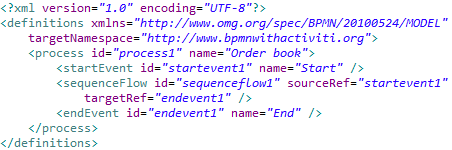 <?xml version="1.0" encoding="UTF-8"?>
<definitions xmlns="http://www.omg.org/spec/BPMN/20100524/MODEL"
targetNamespace="http://www.bpmnwithactiviti.org">
<process id="process1" name="Order book">
<startEvent id="startevent1" name="Start" />
<sequenceFlow id="sequenceflow1" sourceRef="startevent1"
targetRef="endevent1" />
<endEvent id="endevent1" name="End" />
</process>
</definitions>